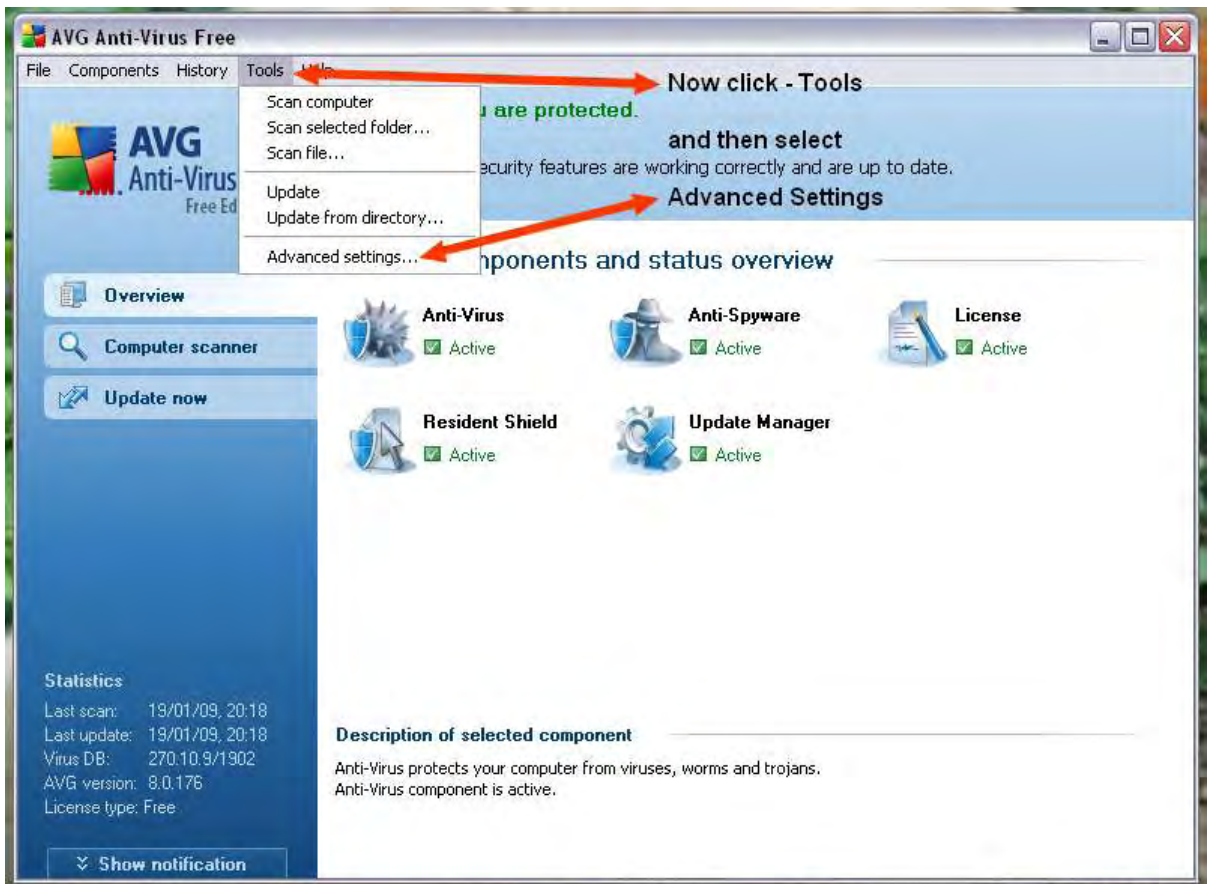 AVG Anti-Virus Free
File Components History Tools
Now click - Tools
Scan computer
are protected.
Scan selected folder...
and then select
Scan file...
security features are working correctly and are up to date.
AVG
Anti-Virus
Free Ed
Update
Advanced Settings
Update from directory...
Advanced settings...
and status overview
Overview
Computer scanner
Update now
Anti-Virus
Active
Anti-Spyware
Active
License
Active
Resident Shield
Active
Update Manager
Active
Statistics
Last scan: 19/01/09, 20:18
Last update: 19/01/09, 20:18
Virus DB: 270.10.9/1902
AVG version: 8.0.176
License type: Free
Description of selected component
Anti-Virus protects your computer from viruses, worms and trojans.
Anti-Virus component is active.
Show notification